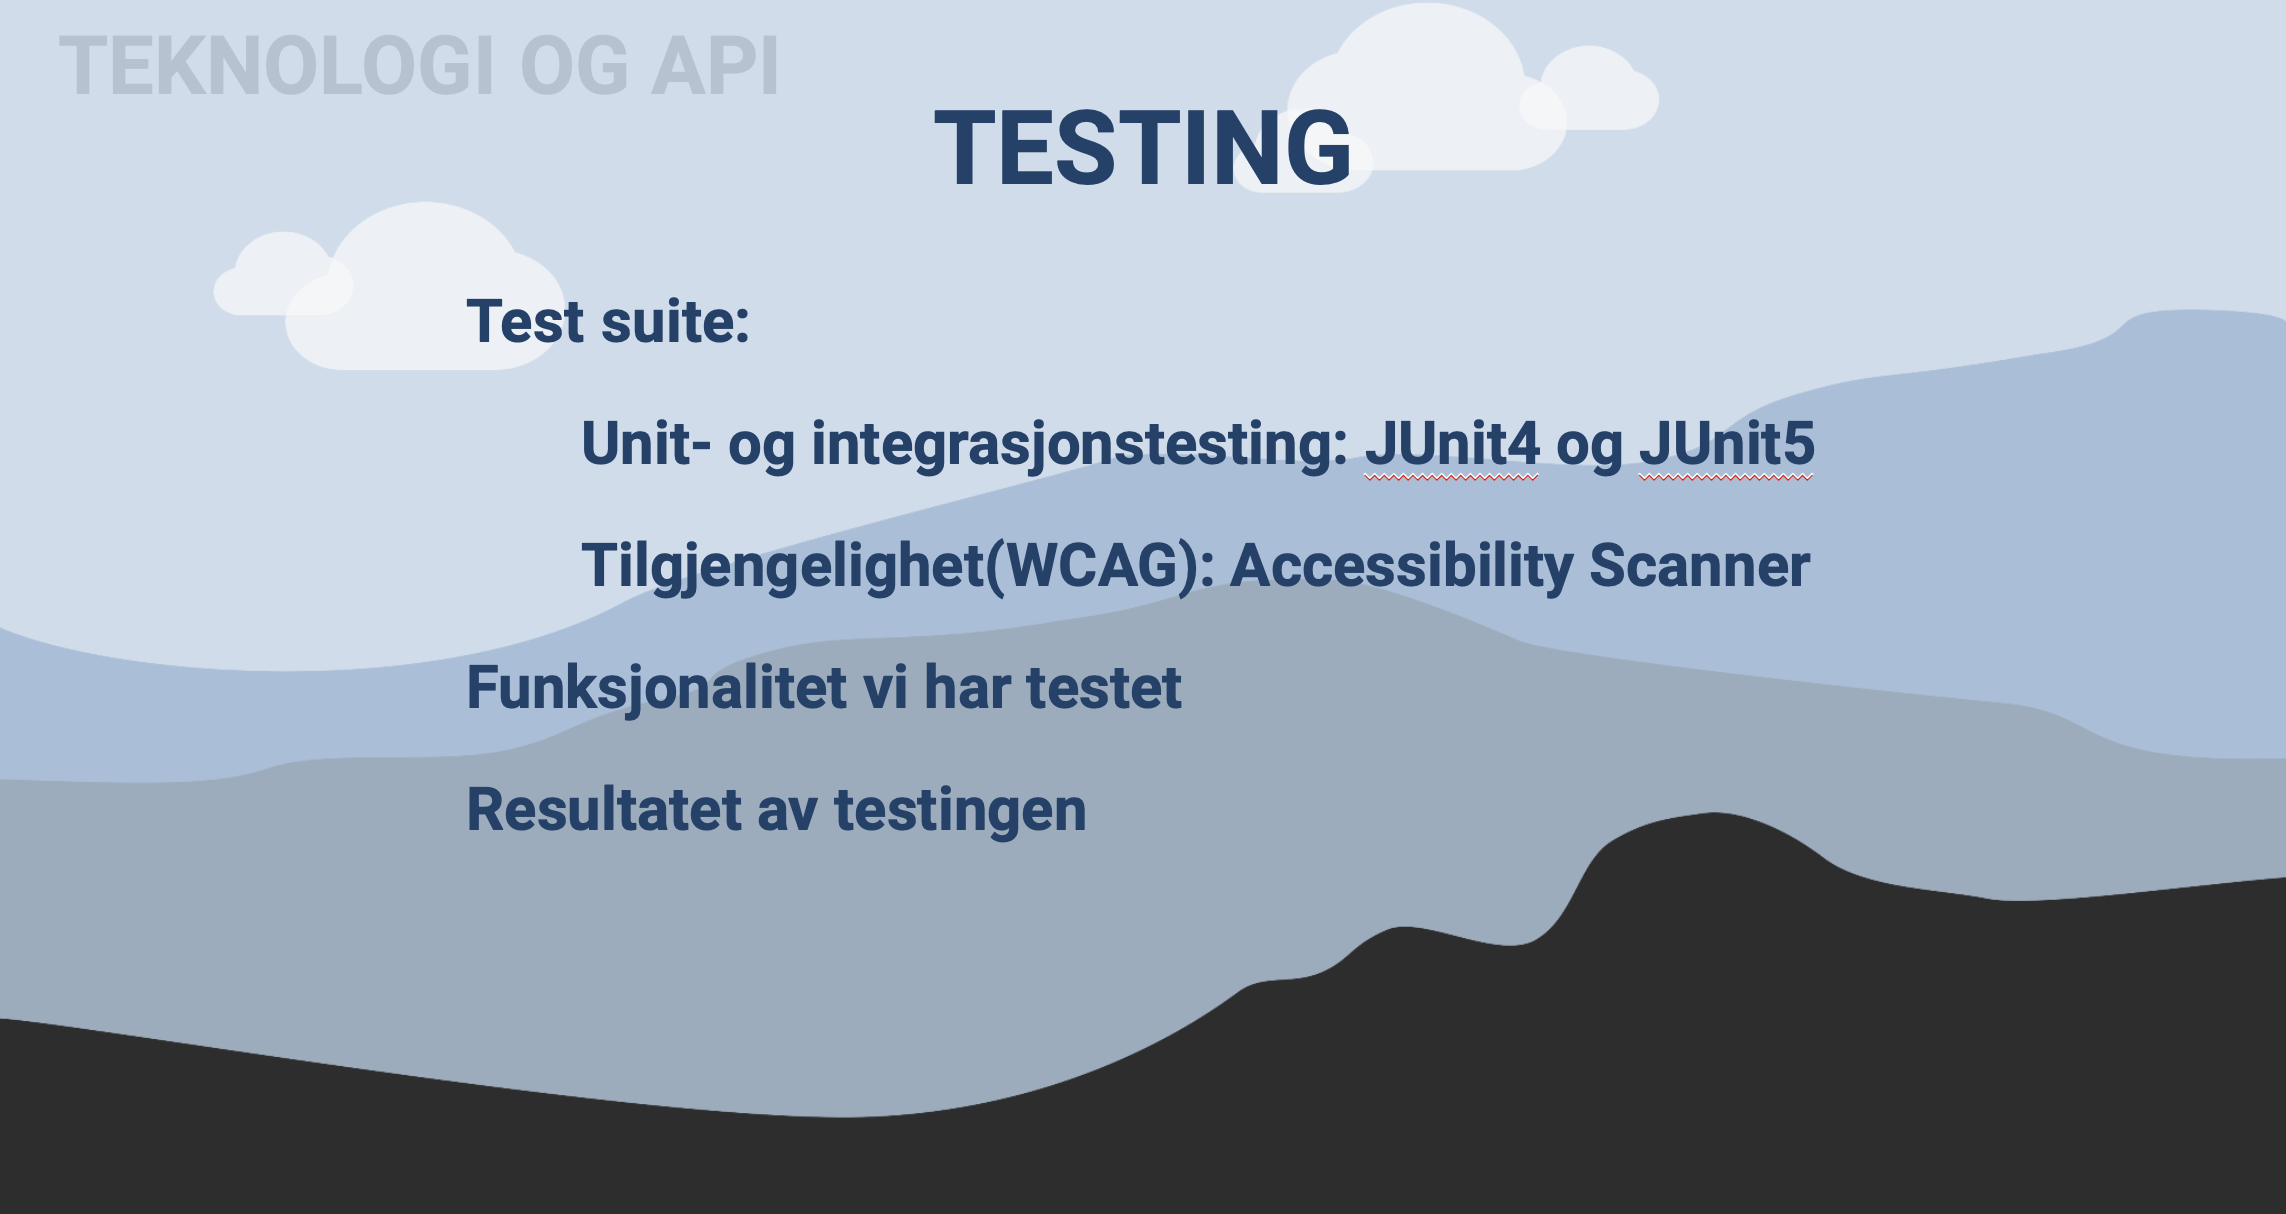 TEKNOLOGI OG API
TESTING
Test suite:
Unit- og integrasjonstesting: JUnit4 og JUnit5
Tilgjengelighet(WCAG): Accessibility Scanner
Funksjonalitet vi har testet
Resultatet av testingen